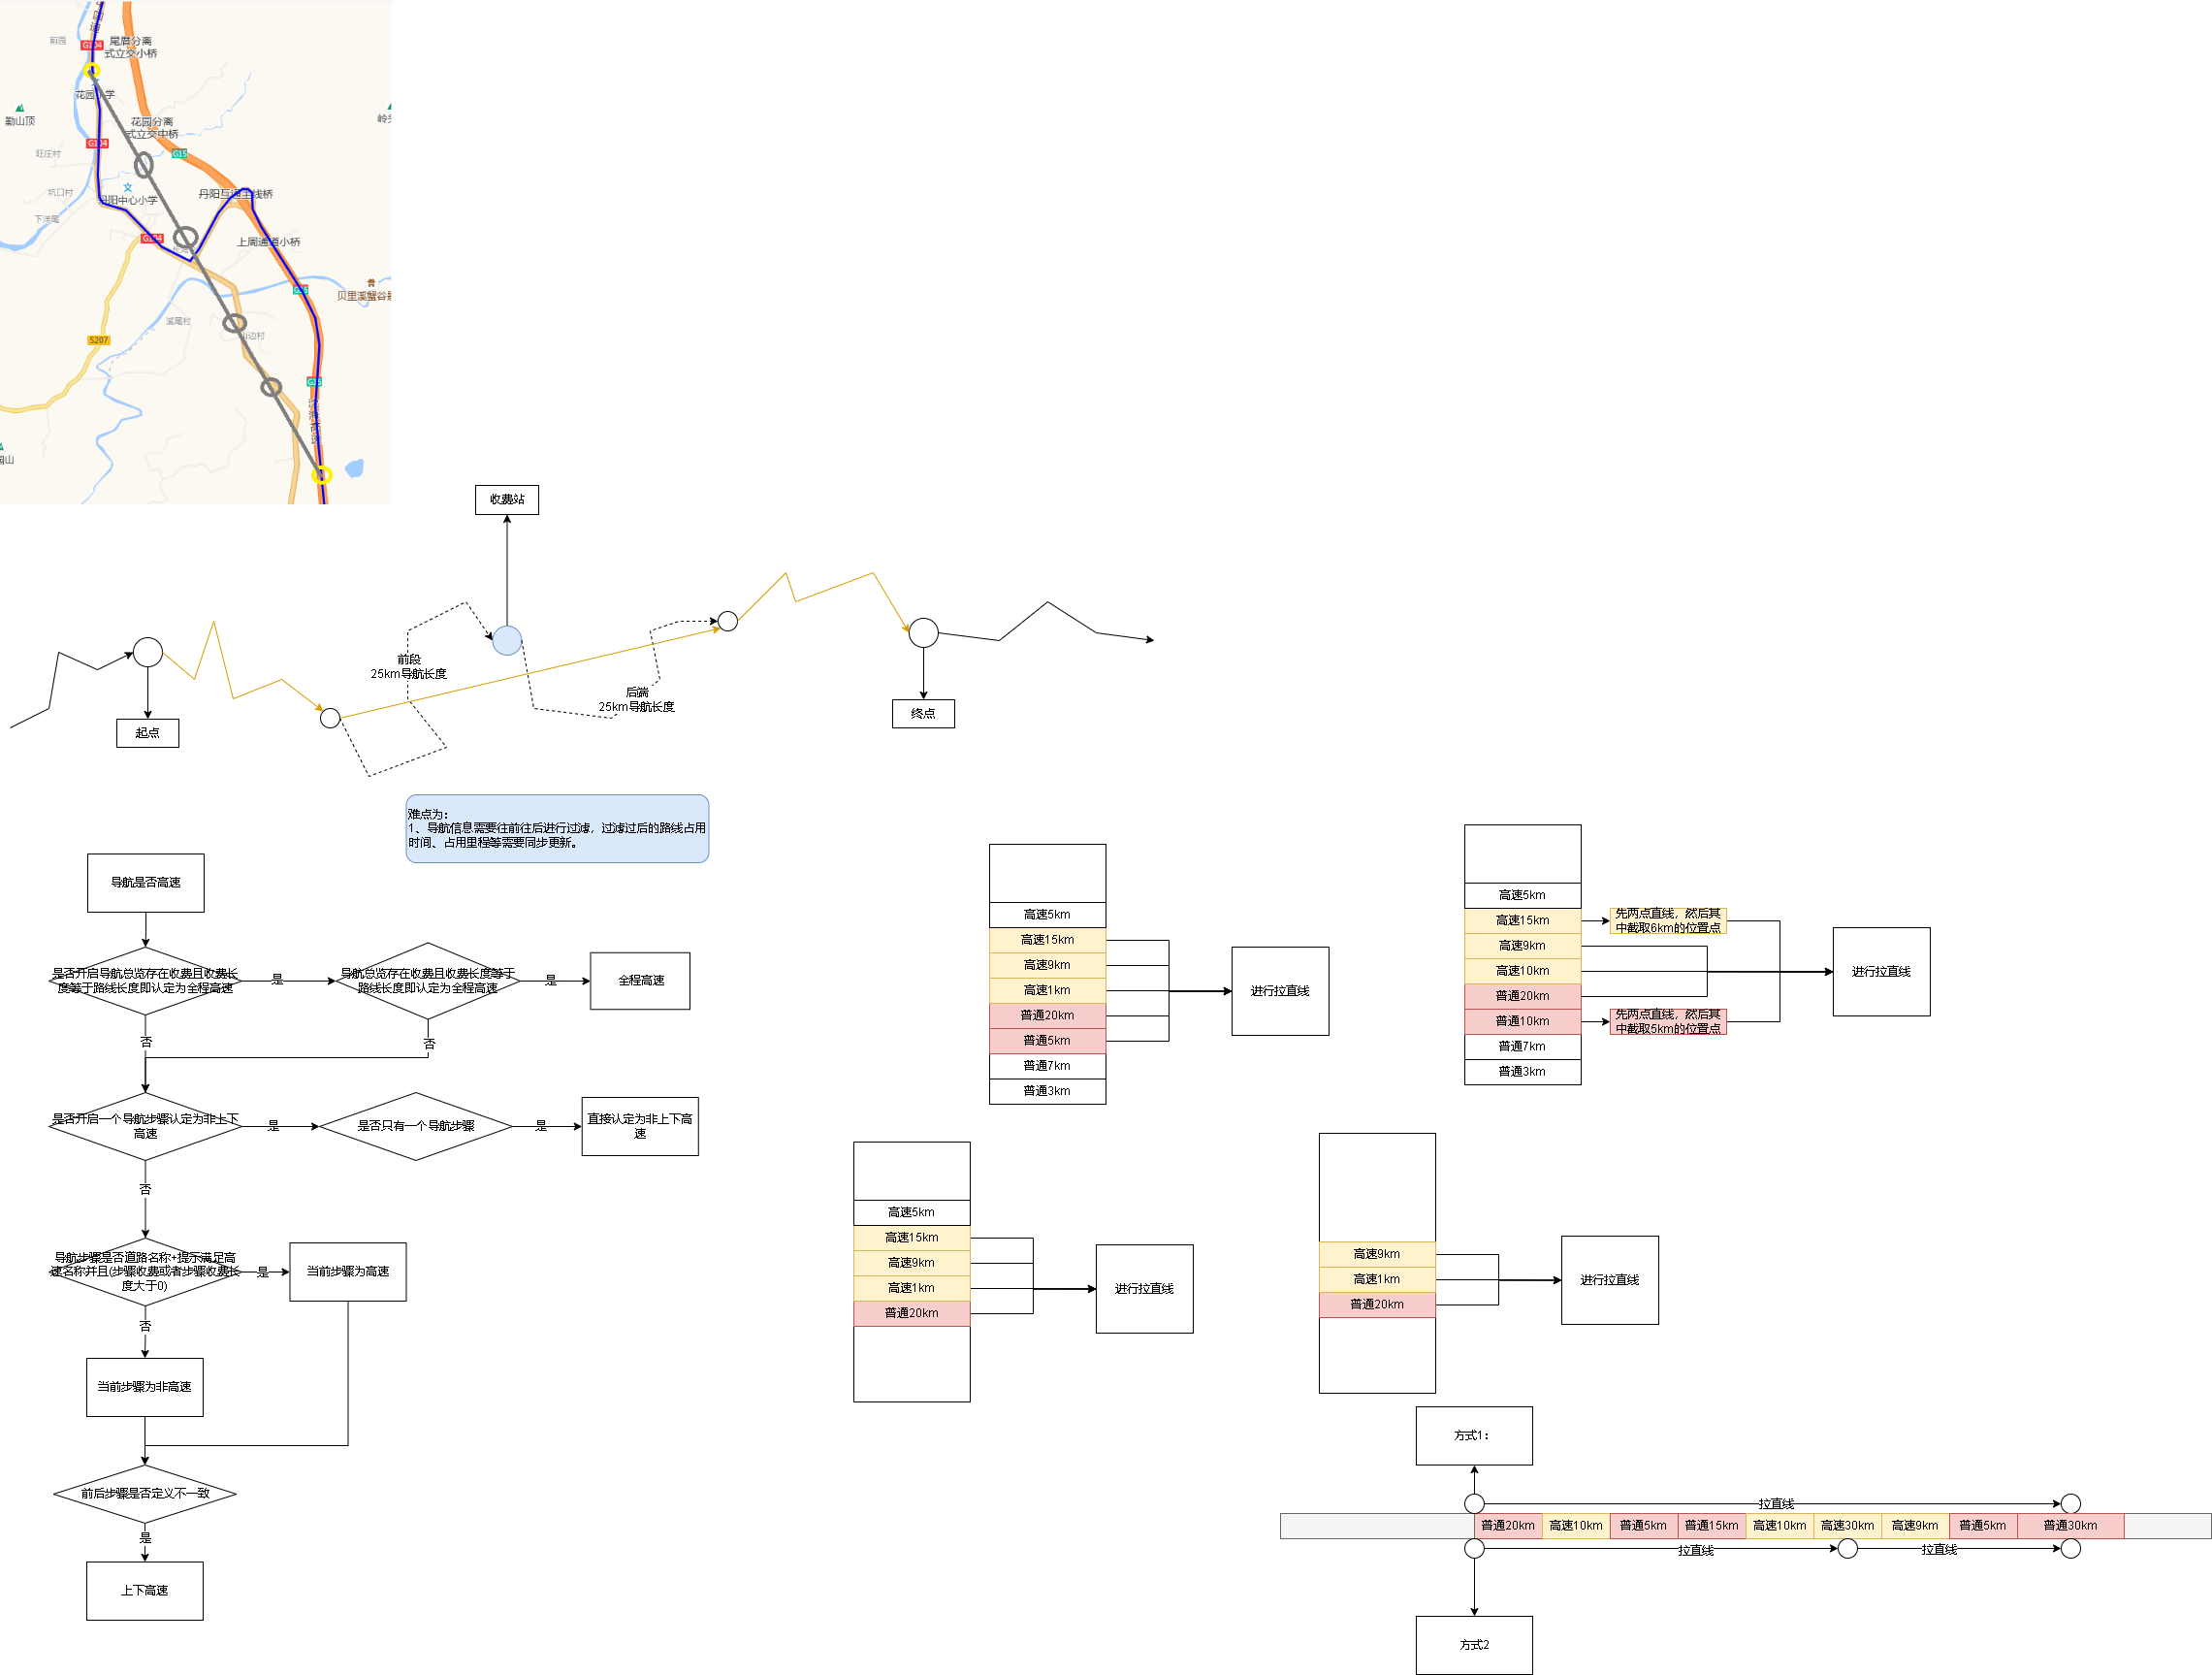 前园
G104
尾厝分离
式立交小桥
花园小学
勤山顶
花园分离
式立交中桥
G104
G15
旺庄村
坑口村
丹阳中心小学
丹阳互通主线桥
下洋尾
G104
上周通道小桥
G15
贝里溪蟹谷景
溪尾村
山边村
S207
G15
收费站
前段
25km导航长度
后端
25km导航长度
起点
终点
难点为：
1、导航信息需要往前往后进行过滤，过滤过后的路线占用
时间、占用里程等需要同步更新。
导航是否高速
是否开启导航总览存在收费且收费长
度等于路线长度即认定为全程高速
是
导航总览存在收费且收费长度等于
路线长度即认定为全程高速
是
全程高速
否
否
是否开启一个导航步骤认定为非上下
高速
是
是否只有一个导航步骤
是
直接认定为非上下高
速
否
导航步骤是否道路名称+提示满足高
速名称并且(步骤收费或者步骤收费长
度大于0)
是
当前步骤为高速
否
当前步骤为非高速
前后步骤是否定义不一致
是
上下高速
高速5km
高速15km
高速9km
高速1km
普通20km
普通5km
普通7km
普通3km
进行拉直线
高速5km
高速15km
高速9km
高速10km
普通20km
普通10km
普通7km
普通3km
先两点直线，然后其
中截取6km的位置点
先两点直线，然后其
中截取5km的位置点
进行拉直线
高速5km
高速15km
高速9km
高速1km
普通20km
进行拉直线
高速9km
高速1km
普通20km
进行拉直线
方式1：
拉直线
普通20km 高速10km 普通5km 普通15km 高速10km 高速30km 高速9km 普通5km 普通30km
拉直线 拉直线
方式2